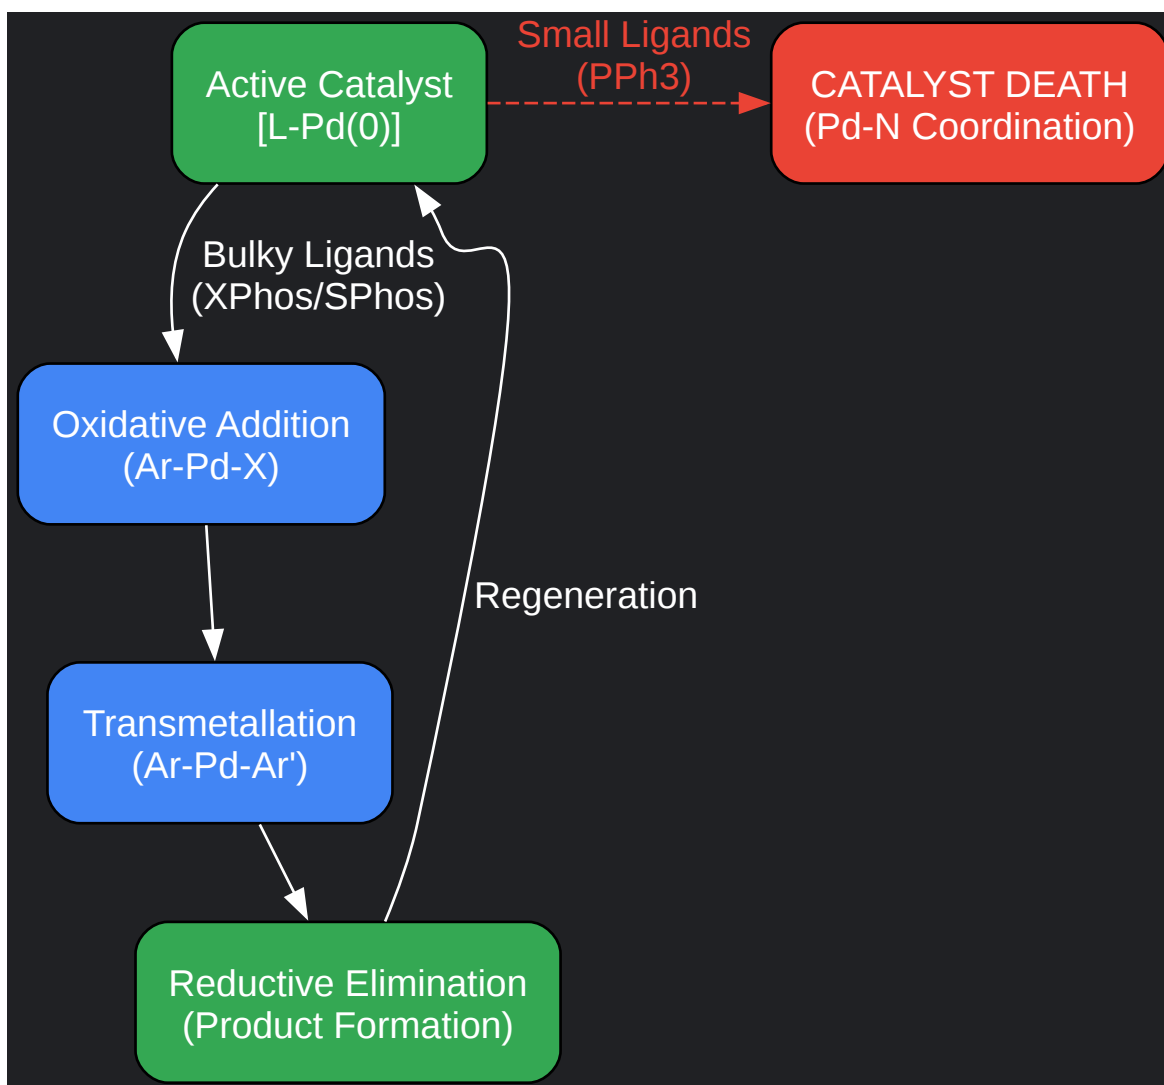 Small Ligands
(PPh3)
Active Catalyst
[L-Pd(0)]
CATALYST DEATH
(Pd-N Coordination)
Bulky Ligands
(XPhos/SPhos)
Oxidative Addition
(Ar-Pd-X)
Regeneration
Transmetallation
(Ar-Pd-Ar')
Reductive Elimination
(Product Formation)